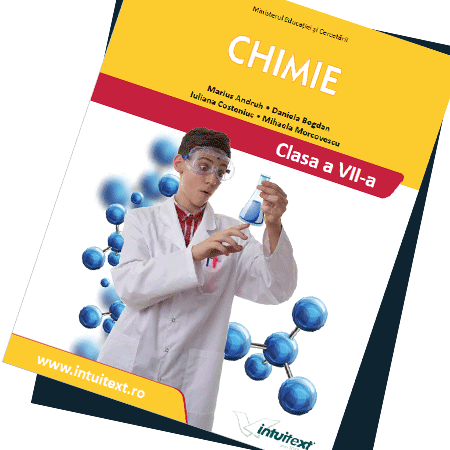 Ministerul Educației și Cercetării
CHIMIE
Marius Andruh • Daniela Bogdan
Iuliana Costeniuc • Mihaela Morcovescu
Clasa a VII-a
www.intuitext.ro
intuitext